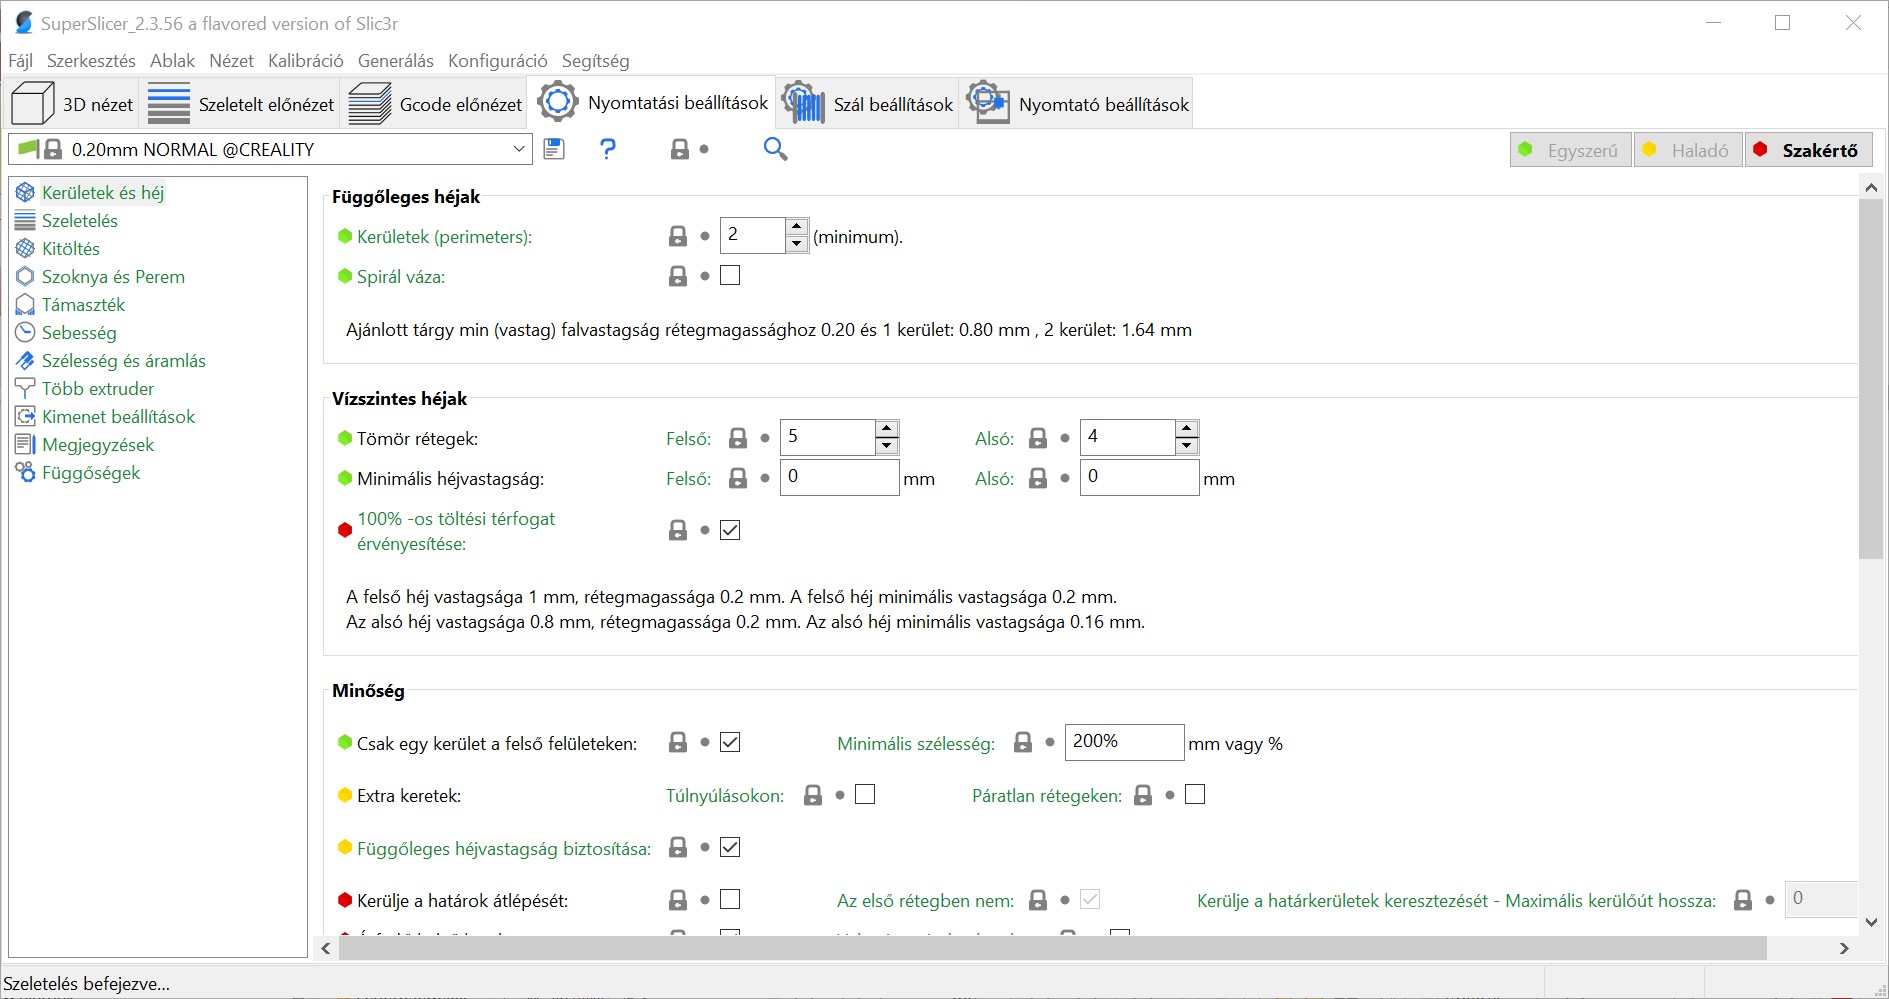 SuperSlicer_2.3.56 a flavored version of Slic3r
Fájl Szerkesztés Ablak Nézet Kalibráció Generálás Konfiguráció Segítség
3D nézet Szeletelt előnézet Gcode előnézet Nyomtatási beállítások Szál beállítások Nyomtató beállítások
0.20mm NORMAL @CREALITY ? Egyszerű Haladó Szakértő
Kerületek és héj
Szeletelés
Kitöltés
Szoknya és Perem
Támaszték
Sebesség
Szélesség és áramlás
Több extruder
Kimenet beállítások
Megjegyzések
Függőségek
Függőleges héjak
Kerületek (perimeters): 2 (minimum).
Spirál váza:
Ajánlott tárgy min (vastag) falvastagság rétegmagassághoz 0.20 és 1 kerület: 0.80 mm , 2 kerület: 1.64 mm
Vízszintes héjak
Tömör rétegek: Felső: 5 Alsó: 4
Minimális héjvastagság: Felső: 0 mm Alsó: 0 mm
100% -os töltési térfogat
érvényesítése:
A felső héj vastagsága 1 mm, rétegmagassága 0.2 mm. A felső héj minimális vastagsága 0.2 mm.
Az alsó héj vastagsága 0.8 mm, rétegmagassága 0.2 mm. Az alsó héj minimális vastagsága 0.16 mm.
Minőség
Csak egy kerület a felső felületeken: Minimális szélesség: 200% mm vagy %
Extra keretek: Túlnyúlásokon: Páratlan rétegeken:
Függőleges héjvastagság biztosítása:
Kerülje a határok átlépését: Az első rétegben nem: Kerülje a határkerületek keresztezését - Maximális kerülőút hossza: 0
Szeletelés befejezve...